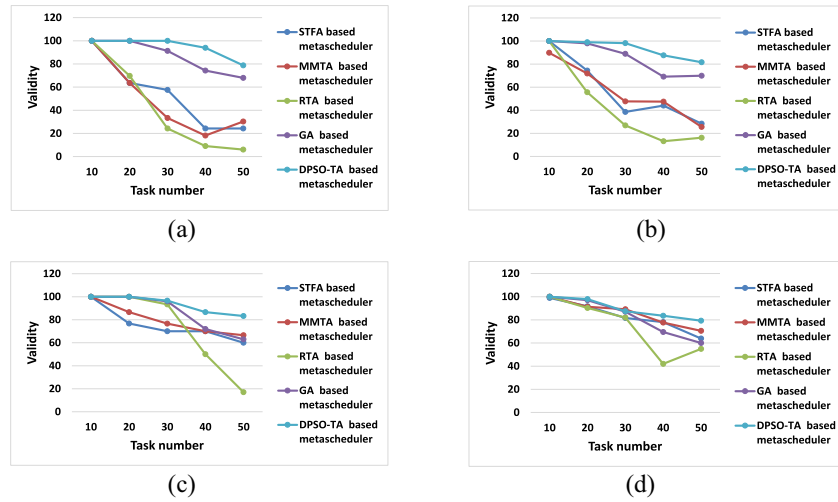 120
100
80
60
40
20
0
Validity
10 20 30 40 50
Task number
STFA based
metascheduler
MMTA based
metascheduler
RTA based
metascheduler
GA based
metascheduler
DPSO-TA based
metascheduler
(a)
120
100
80
60
40
20
0
Validity
10 20 30 40 50
Task number
STFA based
metascheduler
MMTA based
metascheduler
RTA based
metascheduler
GA based
metascheduler
DPSO-TA based
metascheduler
(b)
120
100
80
60
40
20
0
Validity
10 20 30 40 50
Task number
STFA based
metascheduler
MMTA based
metascheduler
RTA based
metascheduler
GA based
metascheduler
DPSO-TA based
metascheduler
(c)
120
100
80
60
40
20
0
Validity
10 20 30 40 50
Task number
STFA based
metascheduler
MMTA based
metascheduler
RTA based
metascheduler
GA based
metascheduler
DPSO-TA based
metascheduler
(d)